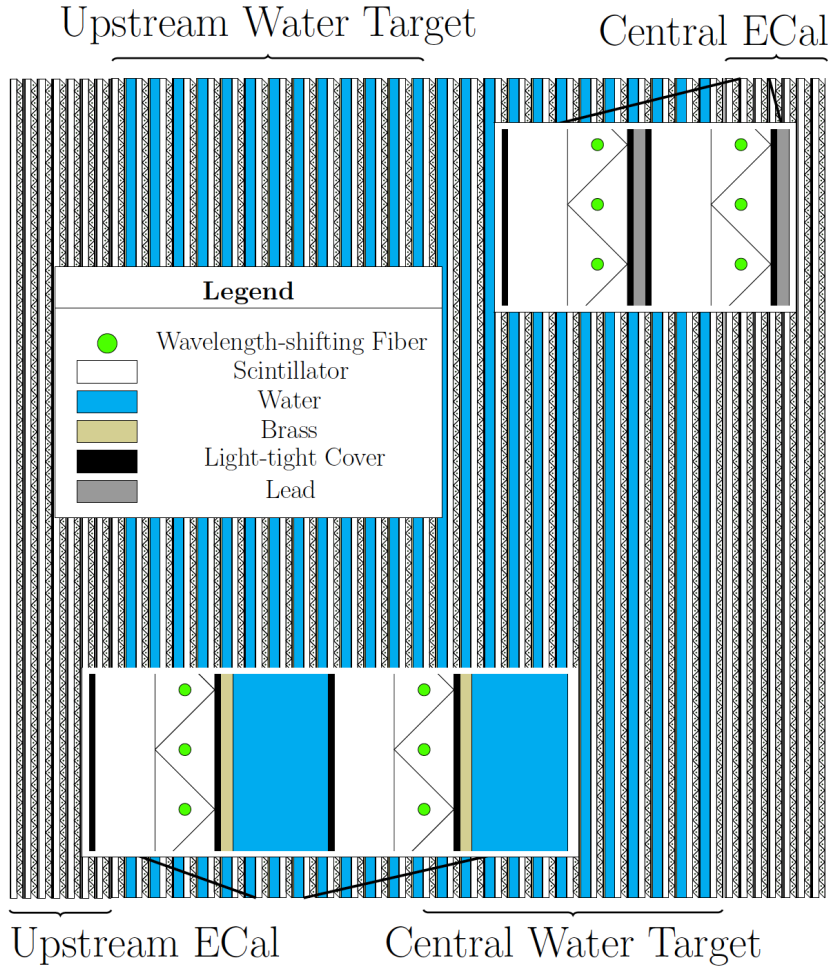 Upstream Water Target
Central ECal
Legend
Wavelength-shifting Fiber
Scintillator
Water
Brass
Light-tight Cover
Lead
Upstream ECal
Central Water Target